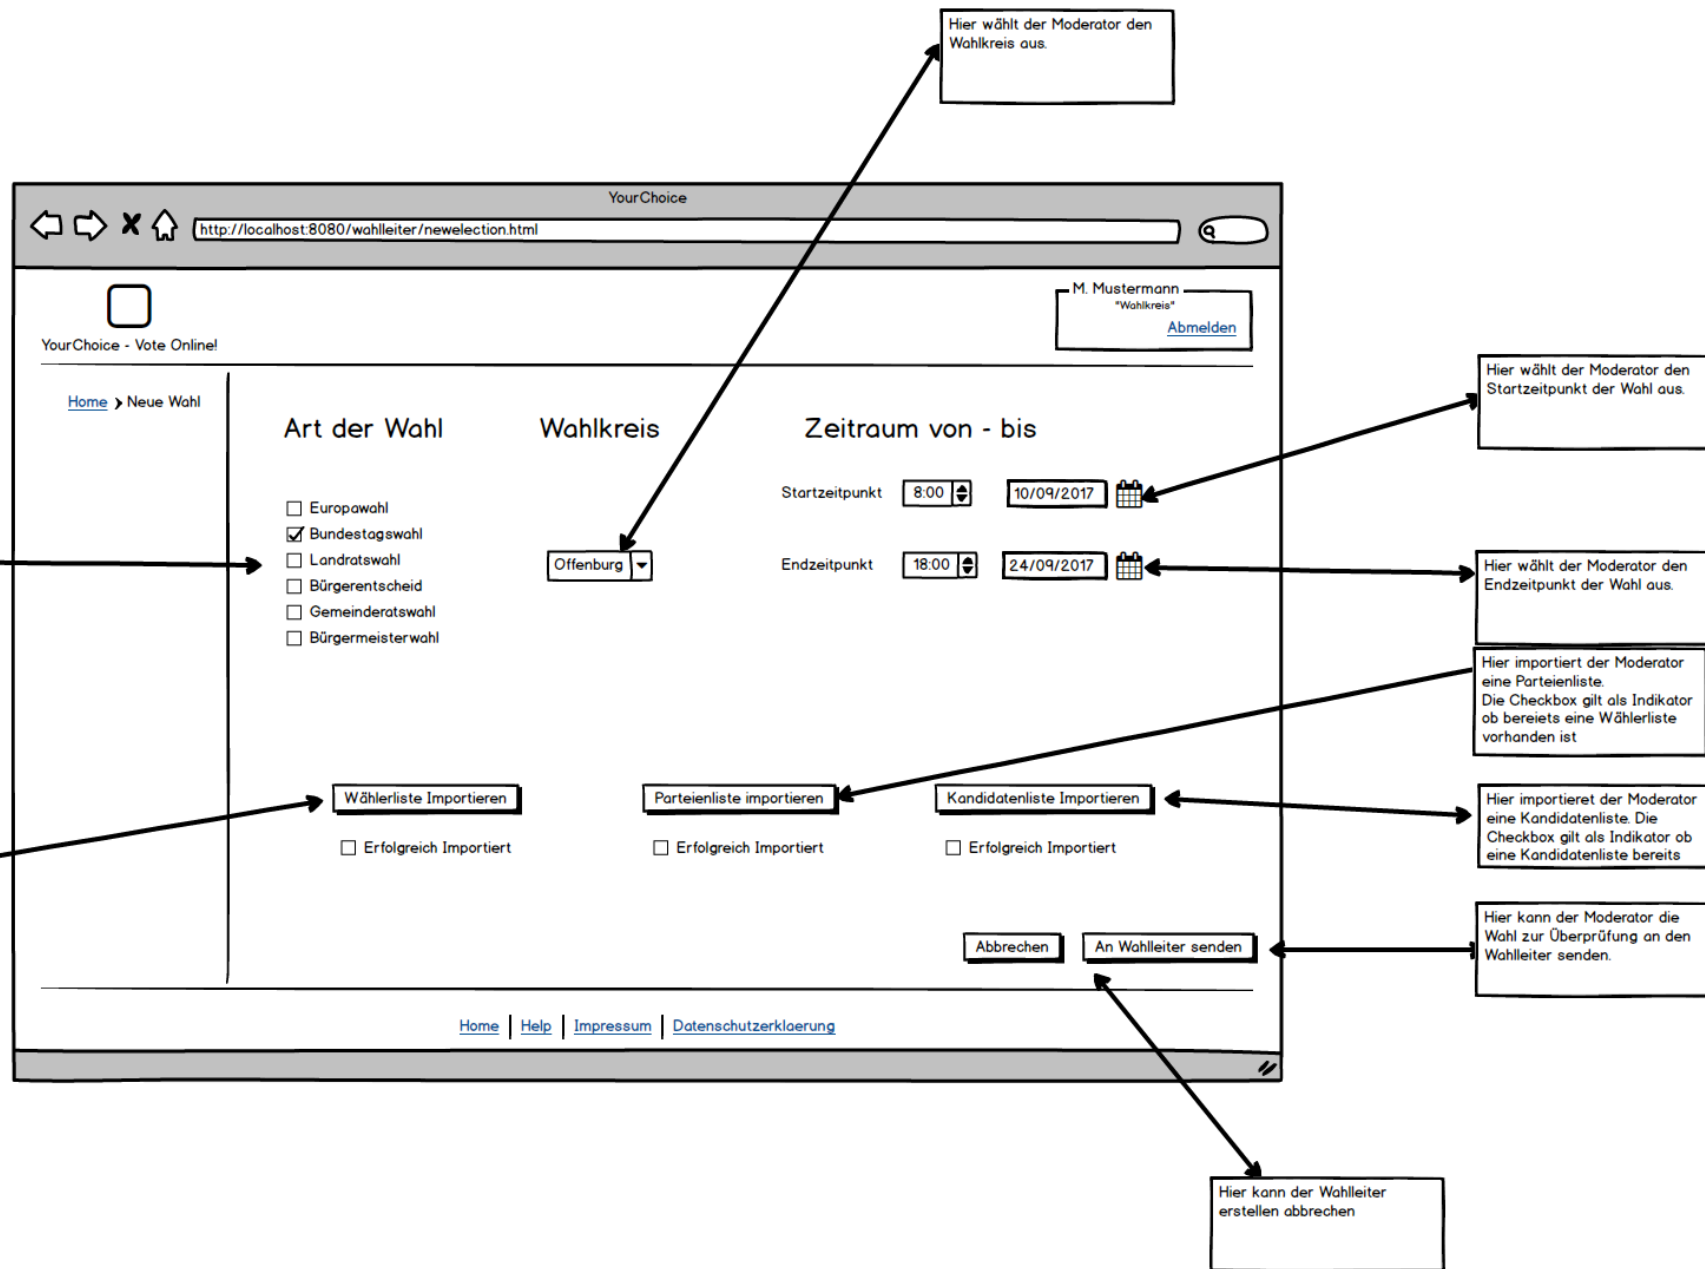 Hier wählt der Moderator den
Wahlkreis aus.
YourChoice
http://localhost:8080/wahlleiter/newelection.html
M. Mustermann
"Wahlkreis"
Abmelden
YourChoice - Vote Online!
Home > Neue Wahl
Art der Wahl
Wahlkreis
Zeitraum von - bis
Europawahl
Bundestagswahl
Landratswahl
Bürgerentscheid
Gemeinderatswahl
Bürgermeisterwahl
Offenburg
Startzeitpunkt 8:00 10/09/2017
Endzeitpunkt 18:00 24/09/2017
Hier wählt der Moderator den
Startzeitpunkt der Wahl aus.
Hier wählt der Moderator den
Endzeitpunkt der Wahl aus.
Hier importiert der Moderator
eine Parteienliste.
Die Checkbox gilt als Indikator
ob bereiets eine Wählerliste
vorhanden ist
Wählerliste Importieren
Erfolgreich Importiert
Parteienliste importieren
Erfolgreich Importiert
Kandidatenliste Importieren
Erfolgreich Importiert
Hier importieret der Moderator
eine Kandidatenliste. Die
Checkbox gilt als Indikator ob
eine Kandidatenliste bereits
Abbrechen
An Wahlleiter senden
Hier kann der Moderator die
Wahl zur Überprüfung an den
Wahlleiter senden.
Home | Help | Impressum | Datenschutzerklaerung
Hier kann der Wahlleiter
erstellen abbrechen